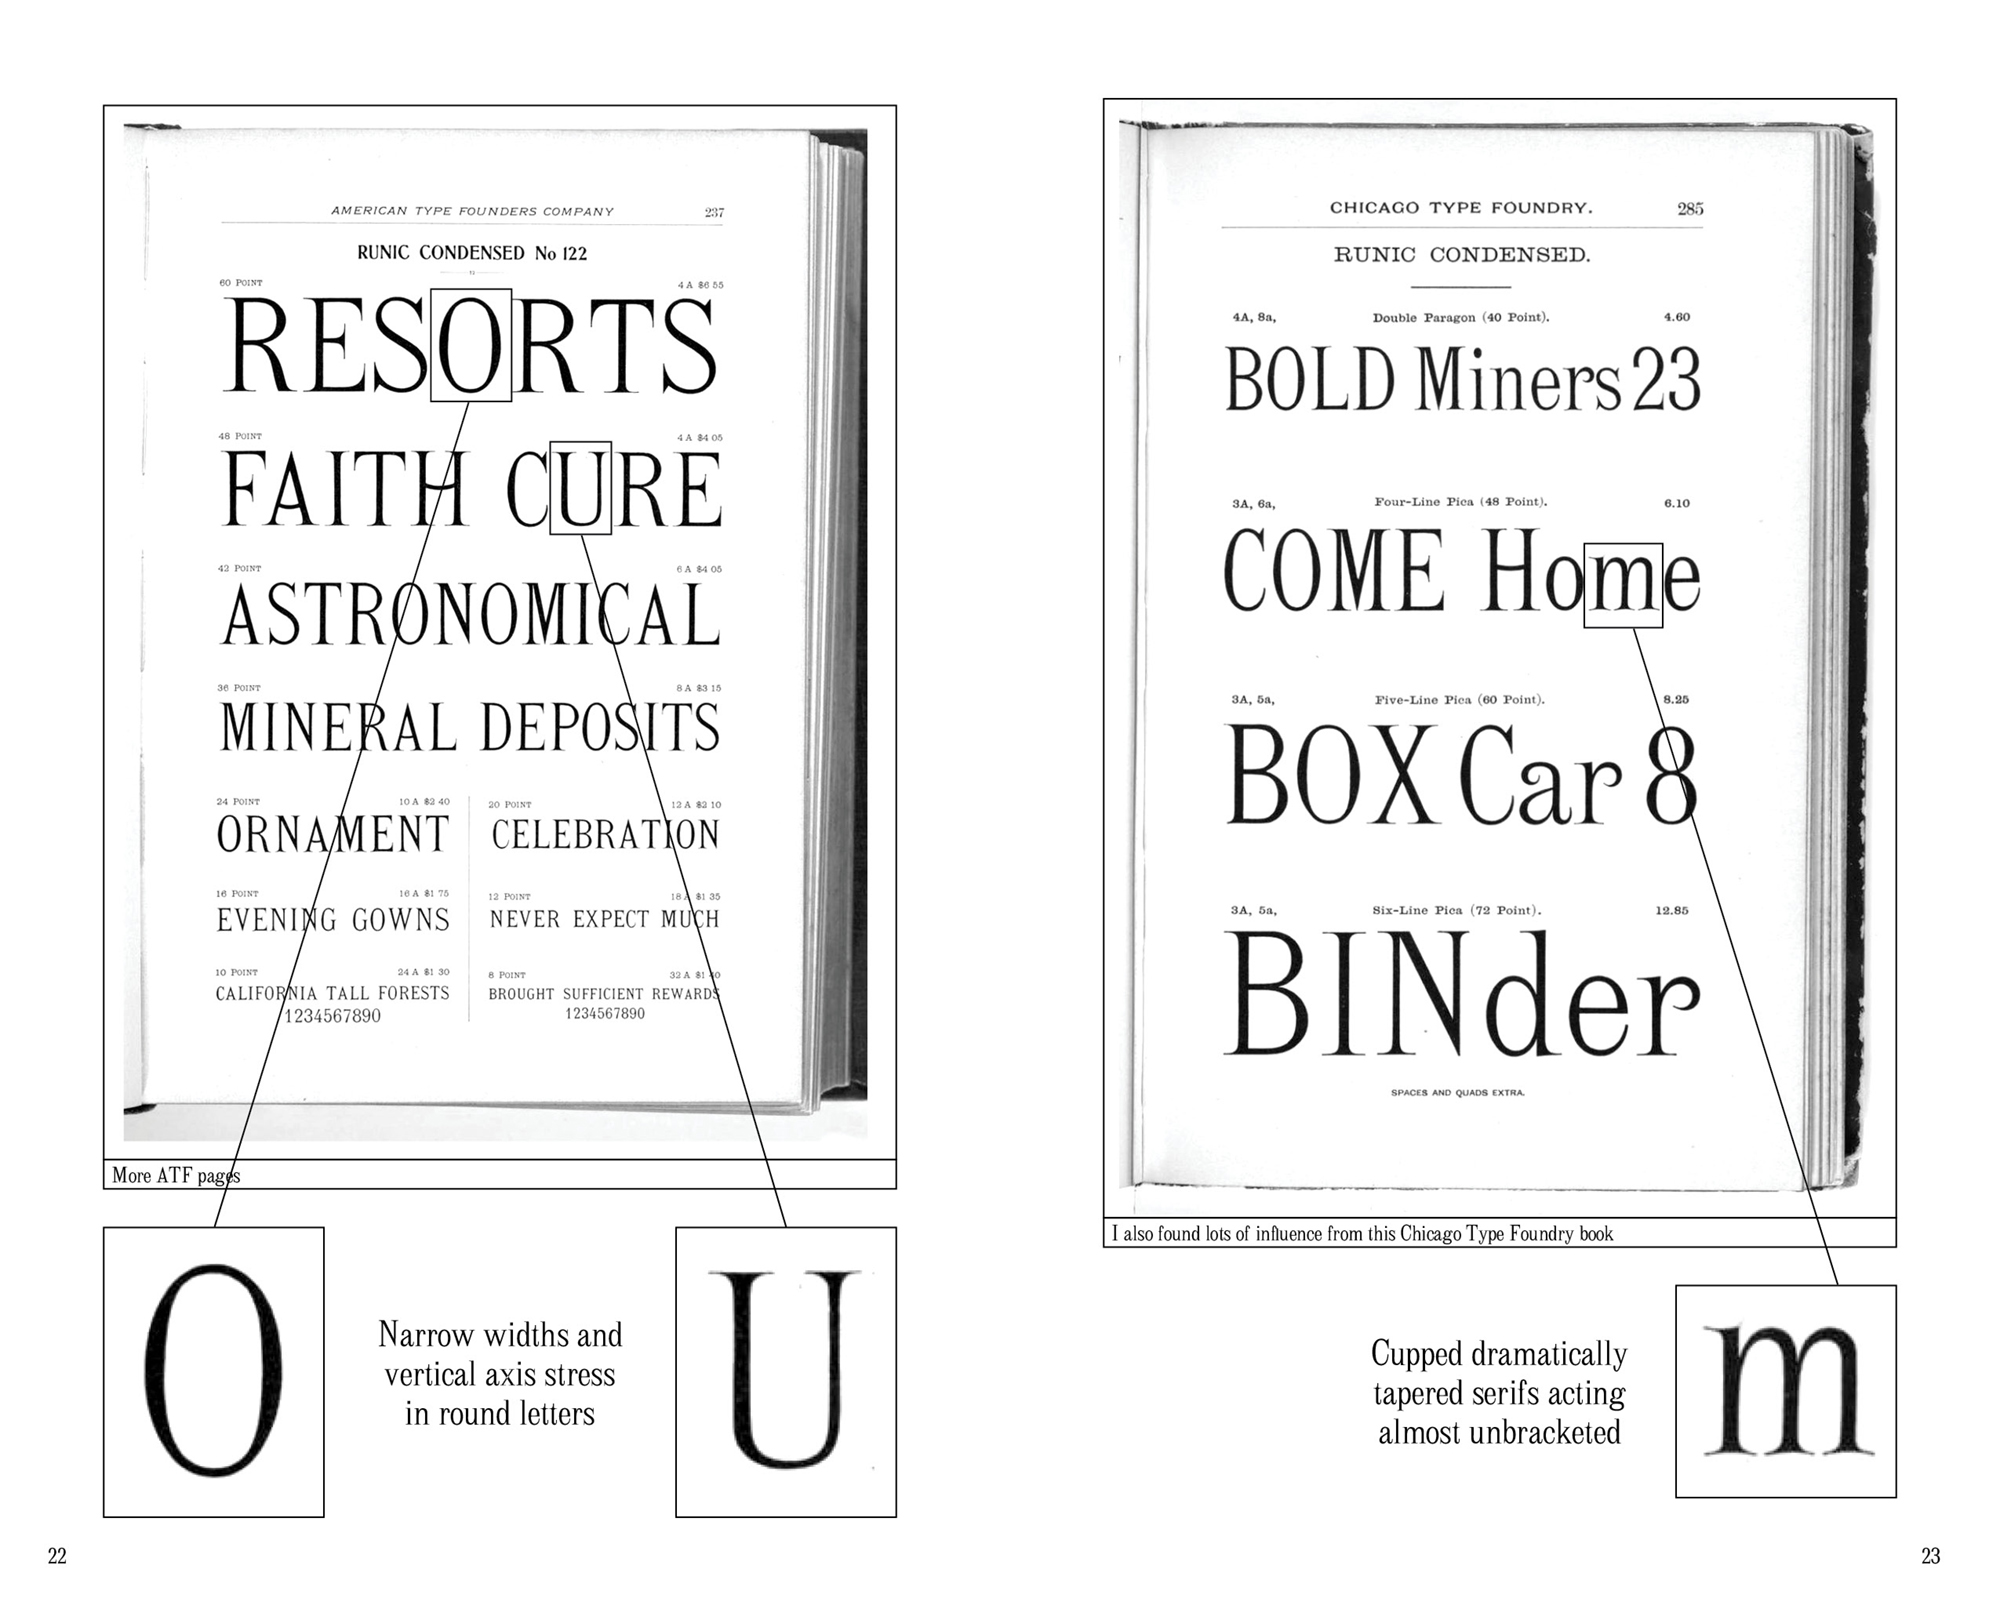 AMERICAN TYPE FOUNDERS COMPANY 237
RUNIC CONDENSED No 122
60 POINT 4 A $6 55
RESORTS
48 POINT 4 A $4 05
FAITH CURE
42 POINT 6 A $4 05
ASTRONOMICAL
36 POINT 8 A $3 15
MINERAL DEPOSITS
24 POINT 10 A $2 40
ORNAMENT
20 POINT 12 A $2 10
CELEBRATION
16 POINT 16 A $1 75
EVENING GOWNS
12 POINT 18 A $1 35
NEVER EXPECT MUCH
10 POINT 24 A $1 30
CALIFORNIA TALL FORESTS
1234567890
8 POINT 32 A
BROUGHT SUFFICIENT REWARDS
1234567890
More ATF pages
O
Narrow widths and
vertical axis stress
in round letters
U
22
CHICAGO TYPE FOUNDRY. 285
RUNIC CONDENSED.
4A, 8a, Double Paragon (40 Point). 4.60
BOLD Miners 23
3A, 6a, Four-Line Pica (48 Point). 6.10
COME Home
3A, 5a, Five-Line Pica (60 Point). 8.25
BOX Car 8
3A, 5a, Six-Line Pica (72 Point). 12.85
BINder
SPACES AND QUADS EXTRA.
I also found lots of influence from this Chicago Type Foundry book
Cupped dramatically
tapered serifs acting
almost unbracketed
m
23